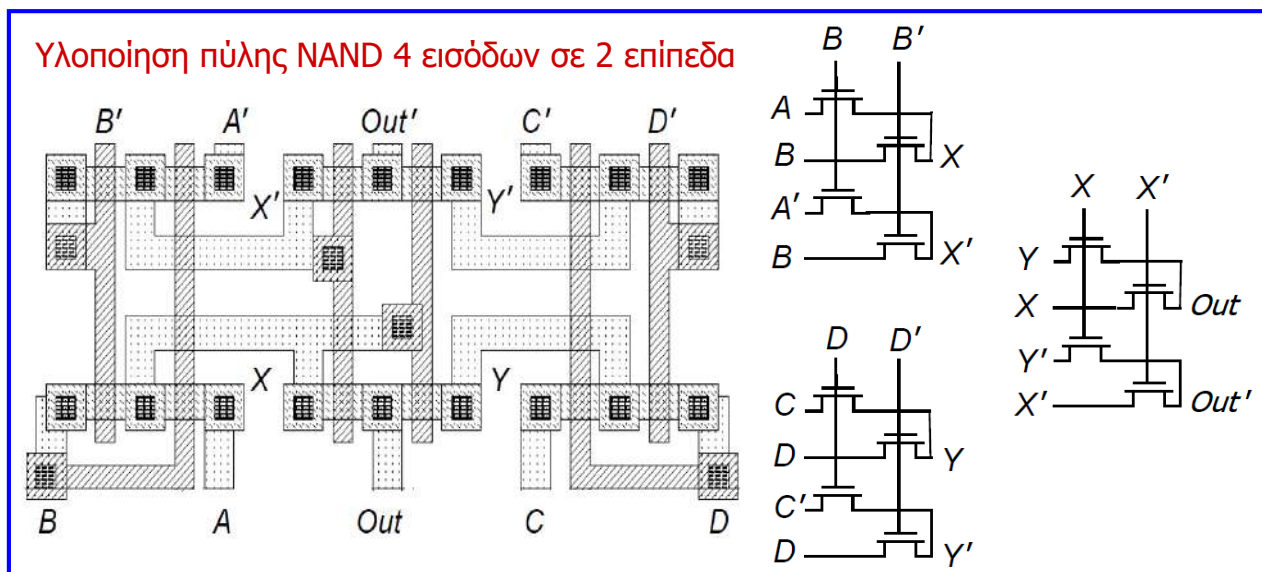 Υλοποίηση πύλης NAND 4 εισόδων σε 2 επίπεδα
B' A' Out' C' D'
X' Y'
X Y
B A Out C D
B B'
A
B X
A'
B X'
D D'
C
D Y
C'
D Y'
X X'
Y
X Out
Y'
X' Out'